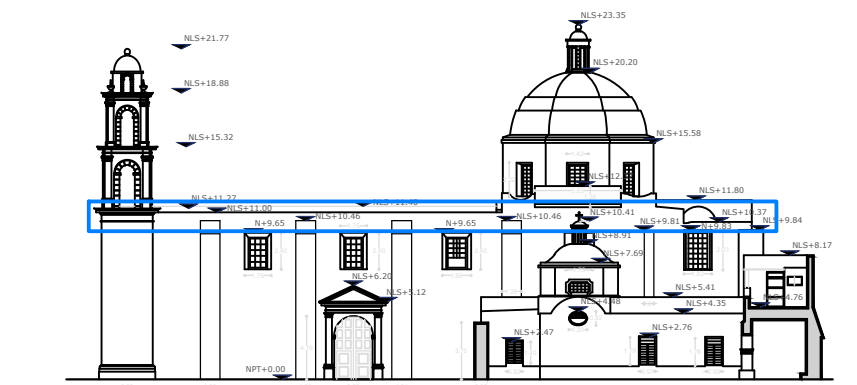 NLS+23.35
NLS+21.77
NLS+20.20
NLS+18.88
NLS+15.32
NLS+15.58
NLS+11.80
NLS+11.27
NLS+11.00
NLS+10.46
NLS+10.46
NLS+10.41
NLS+10.37
N+9.65
N+9.65
N+9.81
N+9.83
NLS+9.84
NLS+8.91
NLS+8.17
NLS+7.69
NLS+6.20
NLS+5.12
NLS+5.41
NLS+4.48
NLS+4.35
NLS+4.76
NLS+2.47
NLS+2.76
NPT+0.00